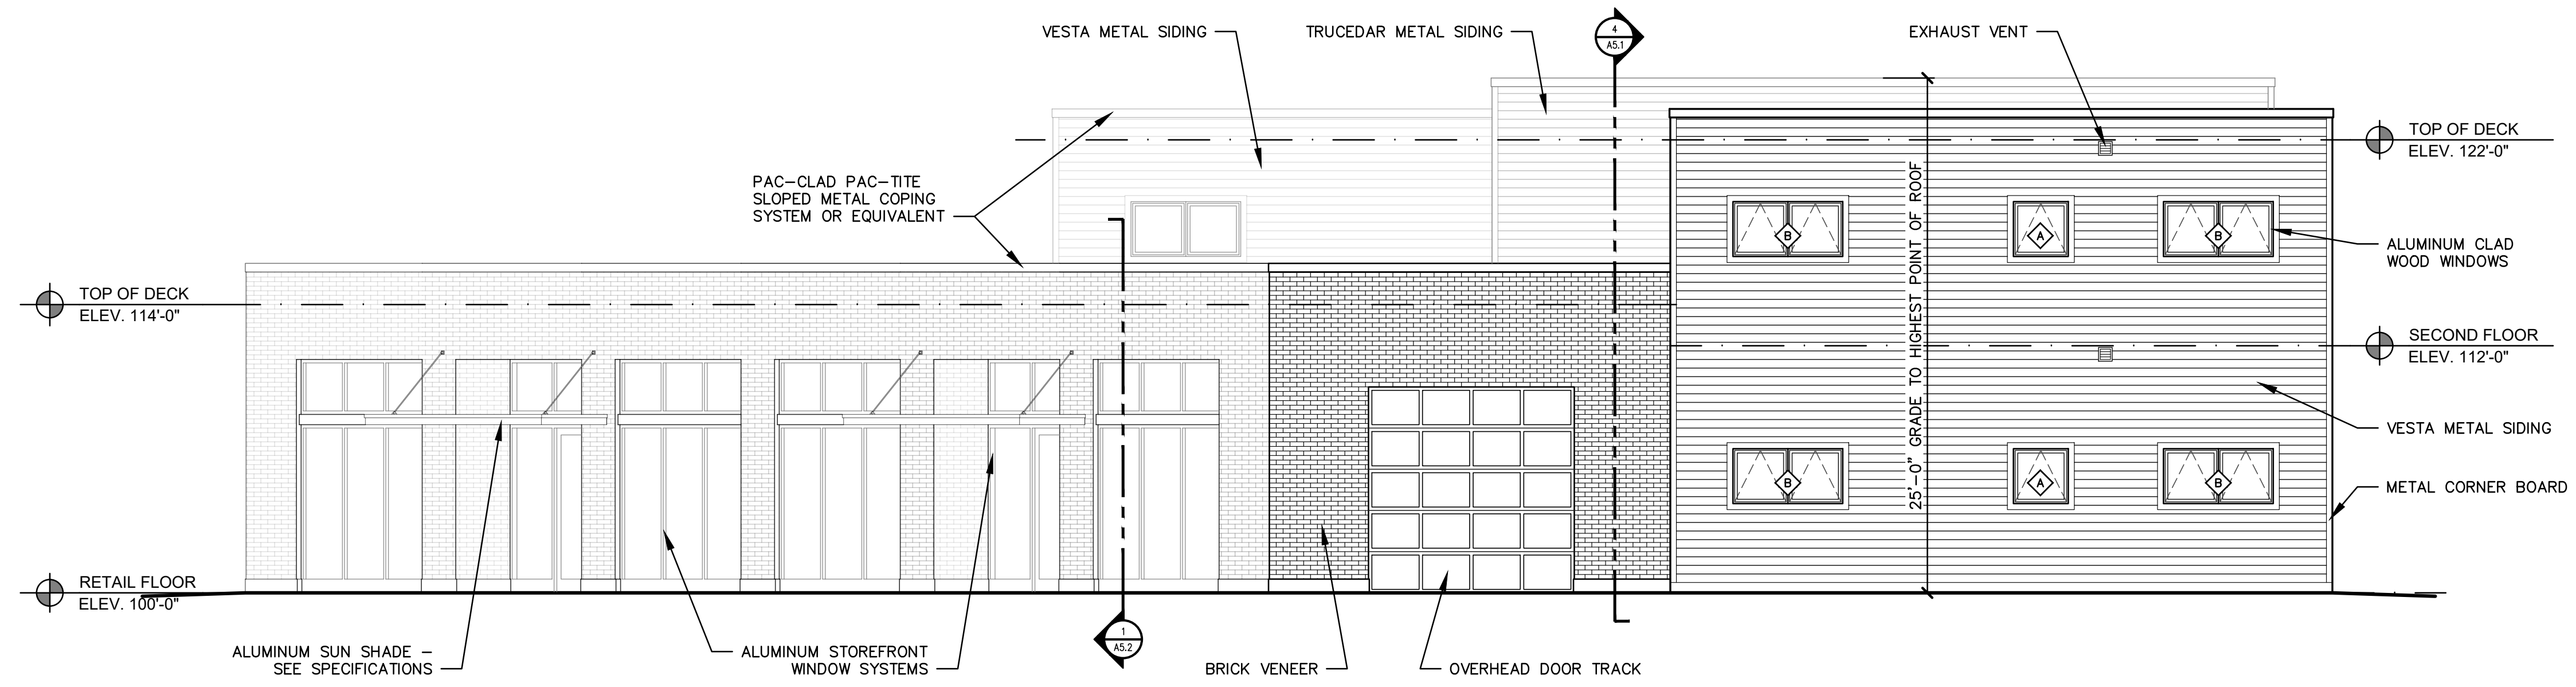 VESTA METAL SIDING
TRUCEDAR METAL SIDING
4
A5.1
EXHAUST VENT
TOP OF DECK
ELEV. 122'-0"
PAC-CLAD PAC-TITE
SLOPED METAL COPING
SYSTEM OR EQUIVALENT
25'-0" GRADE TO HIGHEST POINT OF ROOF
B
A
B
ALUMINUM CLAD
WOOD WINDOWS
TOP OF DECK
ELEV. 114'-0"
SECOND FLOOR
ELEV. 112'-0"
VESTA METAL SIDING
B
A
B
METAL CORNER BOARD
RETAIL FLOOR
ELEV. 100'-0"
1
A5.2
ALUMINUM SUN SHADE -
SEE SPECIFICATIONS
ALUMINUM STOREFRONT
WINDOW SYSTEMS
BRICK VENEER
OVERHEAD DOOR TRACK